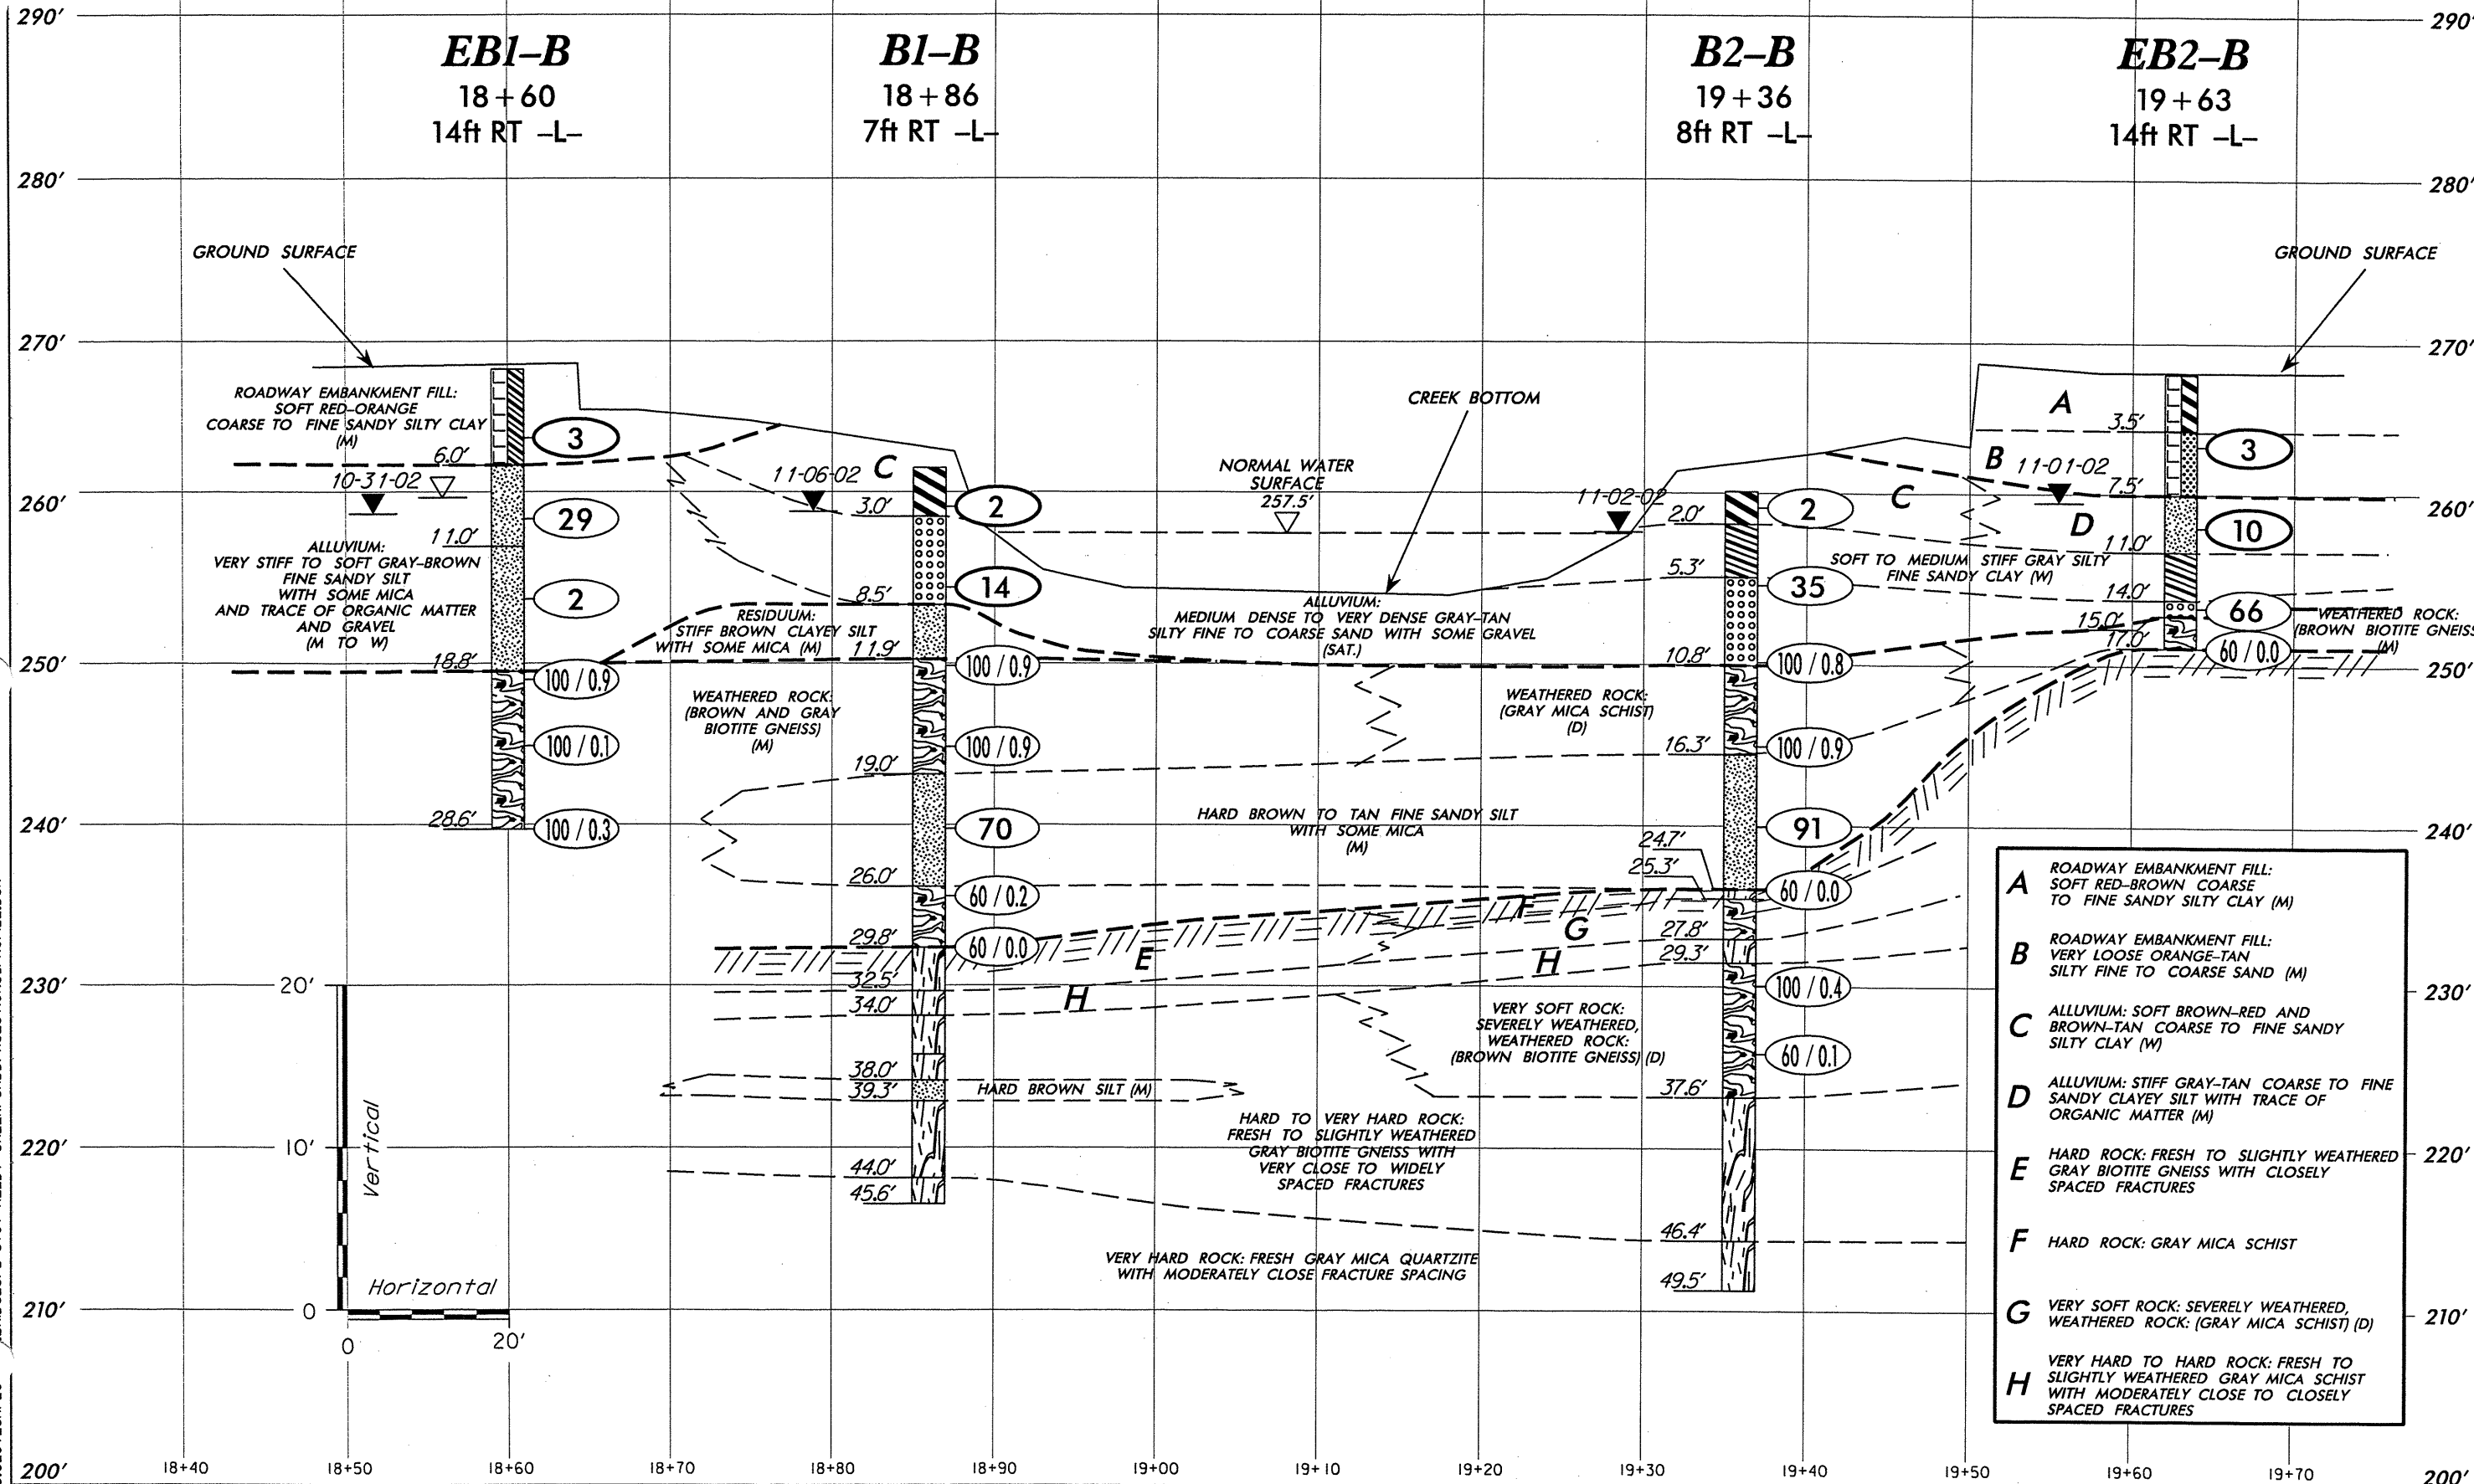 290'
290'
EB1-B
18+60
14ft RT -L-
B1-B
18+86
7ft RT -L-
B2-B
19+36
8ft RT -L-
EB2-B
19+63
14ft RT -L-
280'
280'
GROUND SURFACE
GROUND SURFACE
270'
270'
CREEK BOTTOM
ROADWAY EMBANKMENT FILL:
SOFT RED-ORANGE
COARSE TO FINE SANDY SILTY CLAY
(M)
6.0'
3
10-31-02
29
11.0'
ALLUVIUM:
VERY STIFF TO SOFT GRAY-BROWN
FINE SANDY SILT
WITH SOME MICA
AND TRACE OF ORGANIC MATTER
AND GRAVEL
(M TO W)
2
18.8'
100 / 0.9
100 / 0.1
28.6'
100 / 0.3
260'
260'
11-06-02
C
3.0'
2
14
8.5'
RESIDUUM:
STIFF BROWN CLAYEY SILT
WITH SOME MICA (M)
11.9'
100 / 0.9
WEATHERED ROCK:
(BROWN AND GRAY
BIOTITE GNEISS)
(M)
100 / 0.9
19.0'
70
26.0'
60 / 0.2
29.8'
60 / 0.0
E
32.5'
34.0'
H
38.0'
39.3'
HARD BROWN SILT (M)
44.0'
45.6'
NORMAL WATER
SURFACE
257.5'
ALLUVIUM:
MEDIUM DENSE TO VERY DENSE GRAY-TAN
SILTY FINE TO COARSE SAND WITH SOME GRAVEL
(SAT.)
WEATHERED ROCK:
(GRAY MICA SCHIST)
(D)
HARD BROWN TO TAN FINE SANDY SILT
WITH SOME MICA
(M)
F
G
H
VERY SOFT ROCK:
SEVERELY WEATHERED,
WEATHERED ROCK:
(BROWN BIOTITE GNEISS) (D)
HARD TO VERY HARD ROCK:
FRESH TO SLIGHTLY WEATHERED
GRAY BIOTITE GNEISS WITH
VERY CLOSE TO WIDELY
SPACED FRACTURES
VERY HARD ROCK: FRESH GRAY MICA QUARTZITE
WITH MODERATELY CLOSE FRACTURE SPACING
11-02-02
2.0'
2
5.3'
35
10.8'
100 / 0.8
16.3'
100 / 0.9
91
24.7'
25.3'
60 / 0.0
27.8'
29.3'
100 / 0.4
60 / 0.1
37.6'
46.4'
49.5'
A
3.5'
3
B
11-01-02
7.5'
C
D
10
11.0'
SOFT TO MEDIUM STIFF GRAY SILTY
FINE SANDY CLAY (W)
14.0'
66
15.0'
17.0'
60 / 0.0
WEATHERED ROCK:
(BROWN BIOTITE GNEISS
(M)
250'
250'
240'
240'
230'
230'
220'
220'
210'
210'
200'
200'
20'
10'
0
Vertical
Horizontal
0
20'
A ROADWAY EMBANKMENT FILL:
SOFT RED-BROWN COARSE
TO FINE SANDY SILTY CLAY (M)
B ROADWAY EMBANKMENT FILL:
VERY LOOSE ORANGE-TAN
SILTY FINE TO COARSE SAND (M)
C ALLUVIUM: SOFT BROWN-RED AND
BROWN-TAN COARSE TO FINE SANDY
SILTY CLAY (W)
D ALLUVIUM: STIFF GRAY-TAN COARSE TO FINE
SANDY CLAYEY SILT WITH TRACE OF
ORGANIC MATTER (M)
E HARD ROCK: FRESH TO SLIGHTLY WEATHERED
GRAY BIOTITE GNEISS WITH CLOSELY
SPACED FRACTURES
F HARD ROCK: GRAY MICA SCHIST
G VERY SOFT ROCK: SEVERELY WEATHERED,
WEATHERED ROCK: (GRAY MICA SCHIST) (D)
H VERY HARD TO HARD ROCK: FRESH TO
SLIGHTLY WEATHERED GRAY MICA SCHIST
WITH MODERATELY CLOSE TO CLOSELY
SPACED FRACTURES
18+40
18+50
18+60
18+70
18+80
18+90
19+00
19+10
19+20
19+30
19+40
19+50
19+60
19+70